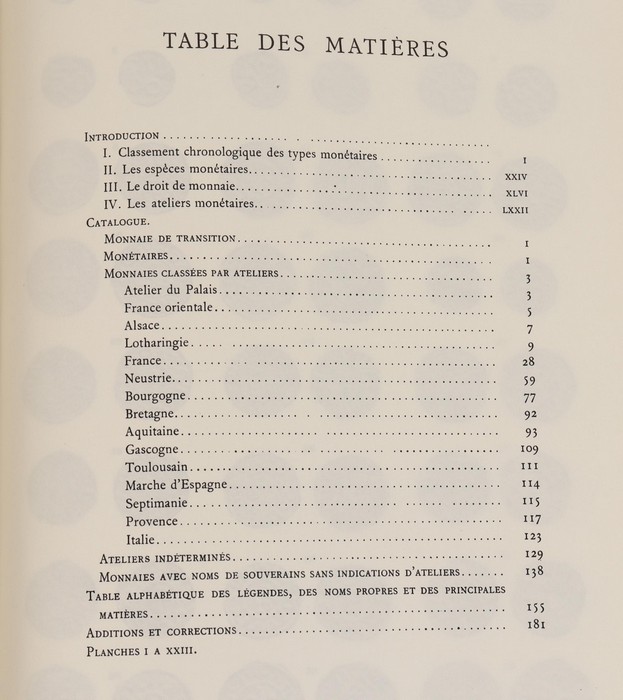 TABLE DES MATIÈRES
INTRODUCTION
I. Classement chronologique des types monétaires I
II. Les espèces monétaires XXIV
III. Le droit de monnaie XLVI
IV. Les ateliers monétaires LXXII
CATALOGUE.
MONNAIE DE TRANSITION 1
MONÉTAIRES 1
MONNAIES CLASSÉES PAR ATELIERS 3
Atelier du Palais 3
France orientale 5
Alsace 7
Lotharingie 9
France 28
Neustrie 59
Bourgogne 77
Bretagne 92
Aquitaine 93
Gascogne 109
Toulousain 111
Marche d'Espagne 114
Septimanie 115
Provence 117
Italie 123
ATELIERS INDÉTERMINÉS 129
MONNAIES AVEC NOMS DE SOUVERAINS SANS INDICATIONS D'ATELIERS 138
TABLE ALPHABÉTIQUE DES LÉGENDES, DES NOMS PROPRES ET DES PRINCIPALES
MATIÈRES 155
ADDITIONS ET CORRECTIONS 181
PLANCHES I A XXIII.